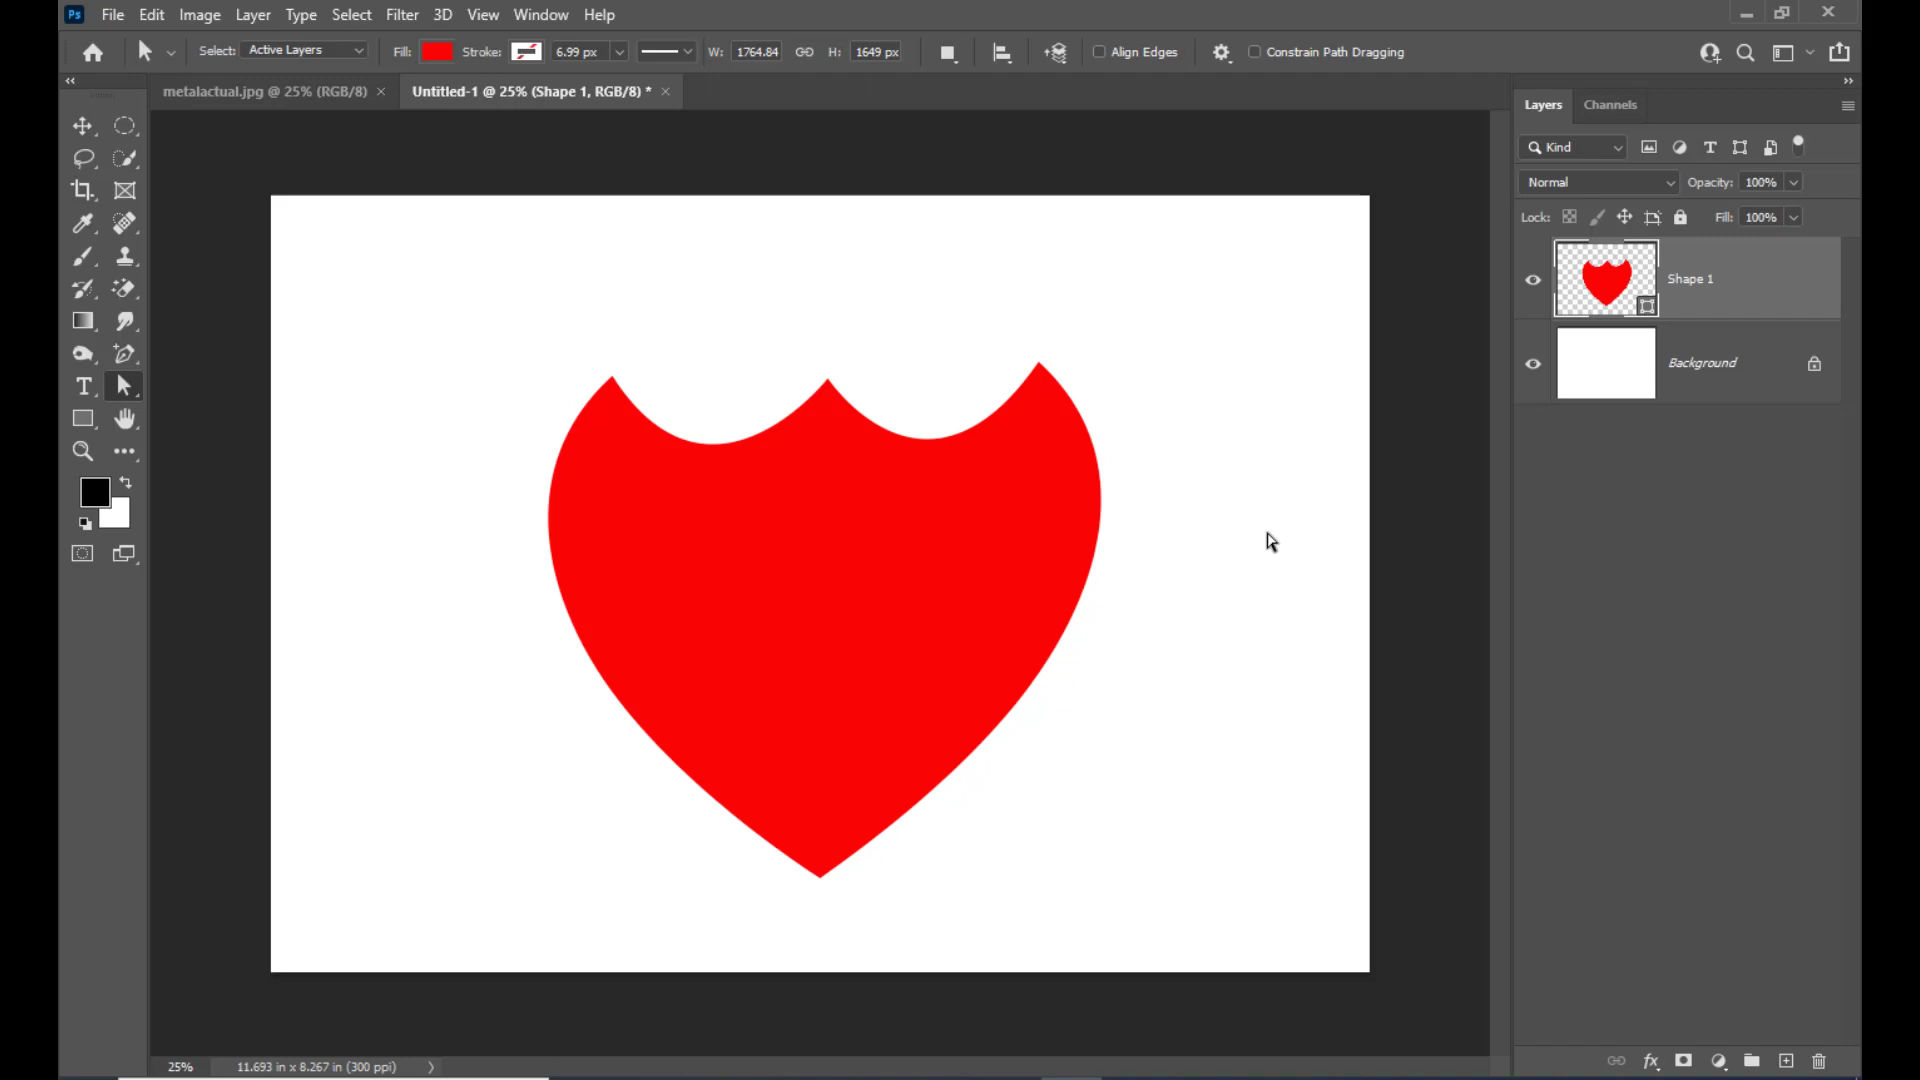 Ps File Edit Image Layer Type Select Filter 3D View Window Help
Select: Active Layers Fill: Stroke: 6.99 px W: 1764.84 H: 1649 px Align Edges Constrain Path Dragging
metalactual.jpg @ 25% (RGB/8) × Untitled-1 @ 25% (Shape 1, RGB/8) * ×
Layers Channels
Kind
Normal Opacity: 100%
Lock: Fill: 100%
Shape 1
Background
T
fx
25% 11.693 in x 8.267 in (300 ppi)